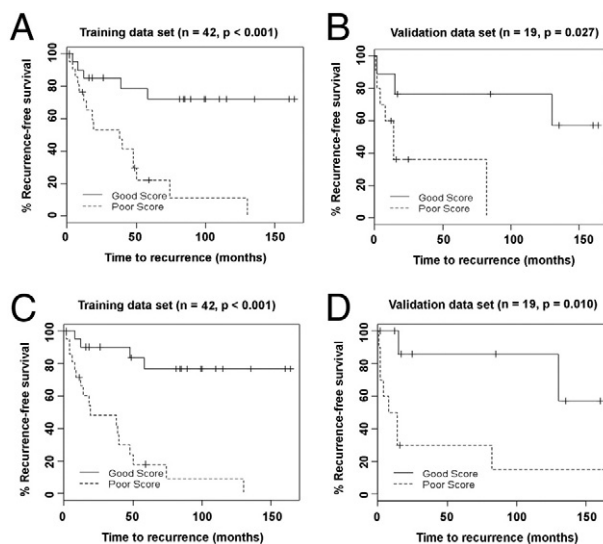 A
Training data set (n = 42, p < 0.001)
% Recurrence-free survival
100
80
60
40
20
0
Good Score
Poor Score
0 50 100 150
Time to recurrence (months)
B
Validation data set (n = 19, p = 0.027)
% Recurrence-free survival
100
80
60
40
20
0
Good Score
Poor Score
0 50 100 150
Time to recurrence (months)
C
Training data set (n = 42, p < 0.001)
% Recurrence-free survival
100
80
60
40
20
0
Good Score
Poor Score
0 50 100 150
Time to recurrence (months)
D
Validation data set (n = 19, p = 0.010)
% Recurrence-free survival
100
80
60
40
20
0
Good Score
Poor Score
0 50 100 150
Time to recurrence (months)